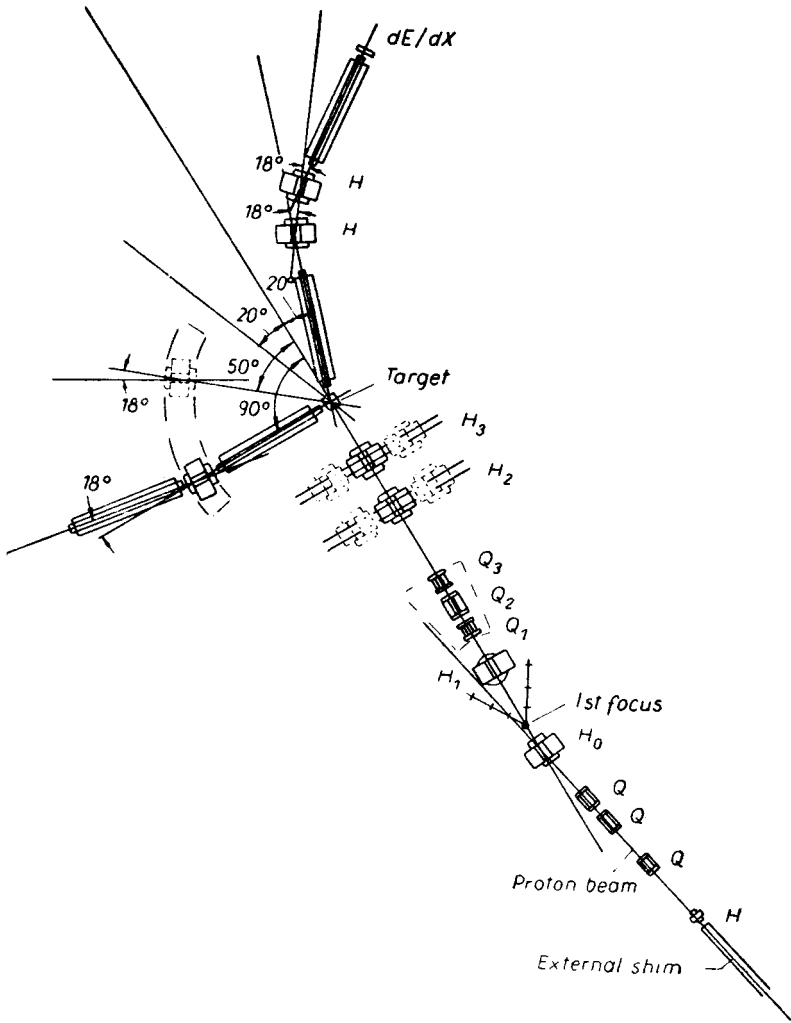 dE/dX
18°
H
18°
H
20
20°
50°
Target
18°
90°
H₃
H₂
18°
Q₃
Q₂
Q₁
H₁
1st focus
H₀
Q
Q
Q
Proton beam
H
External shim